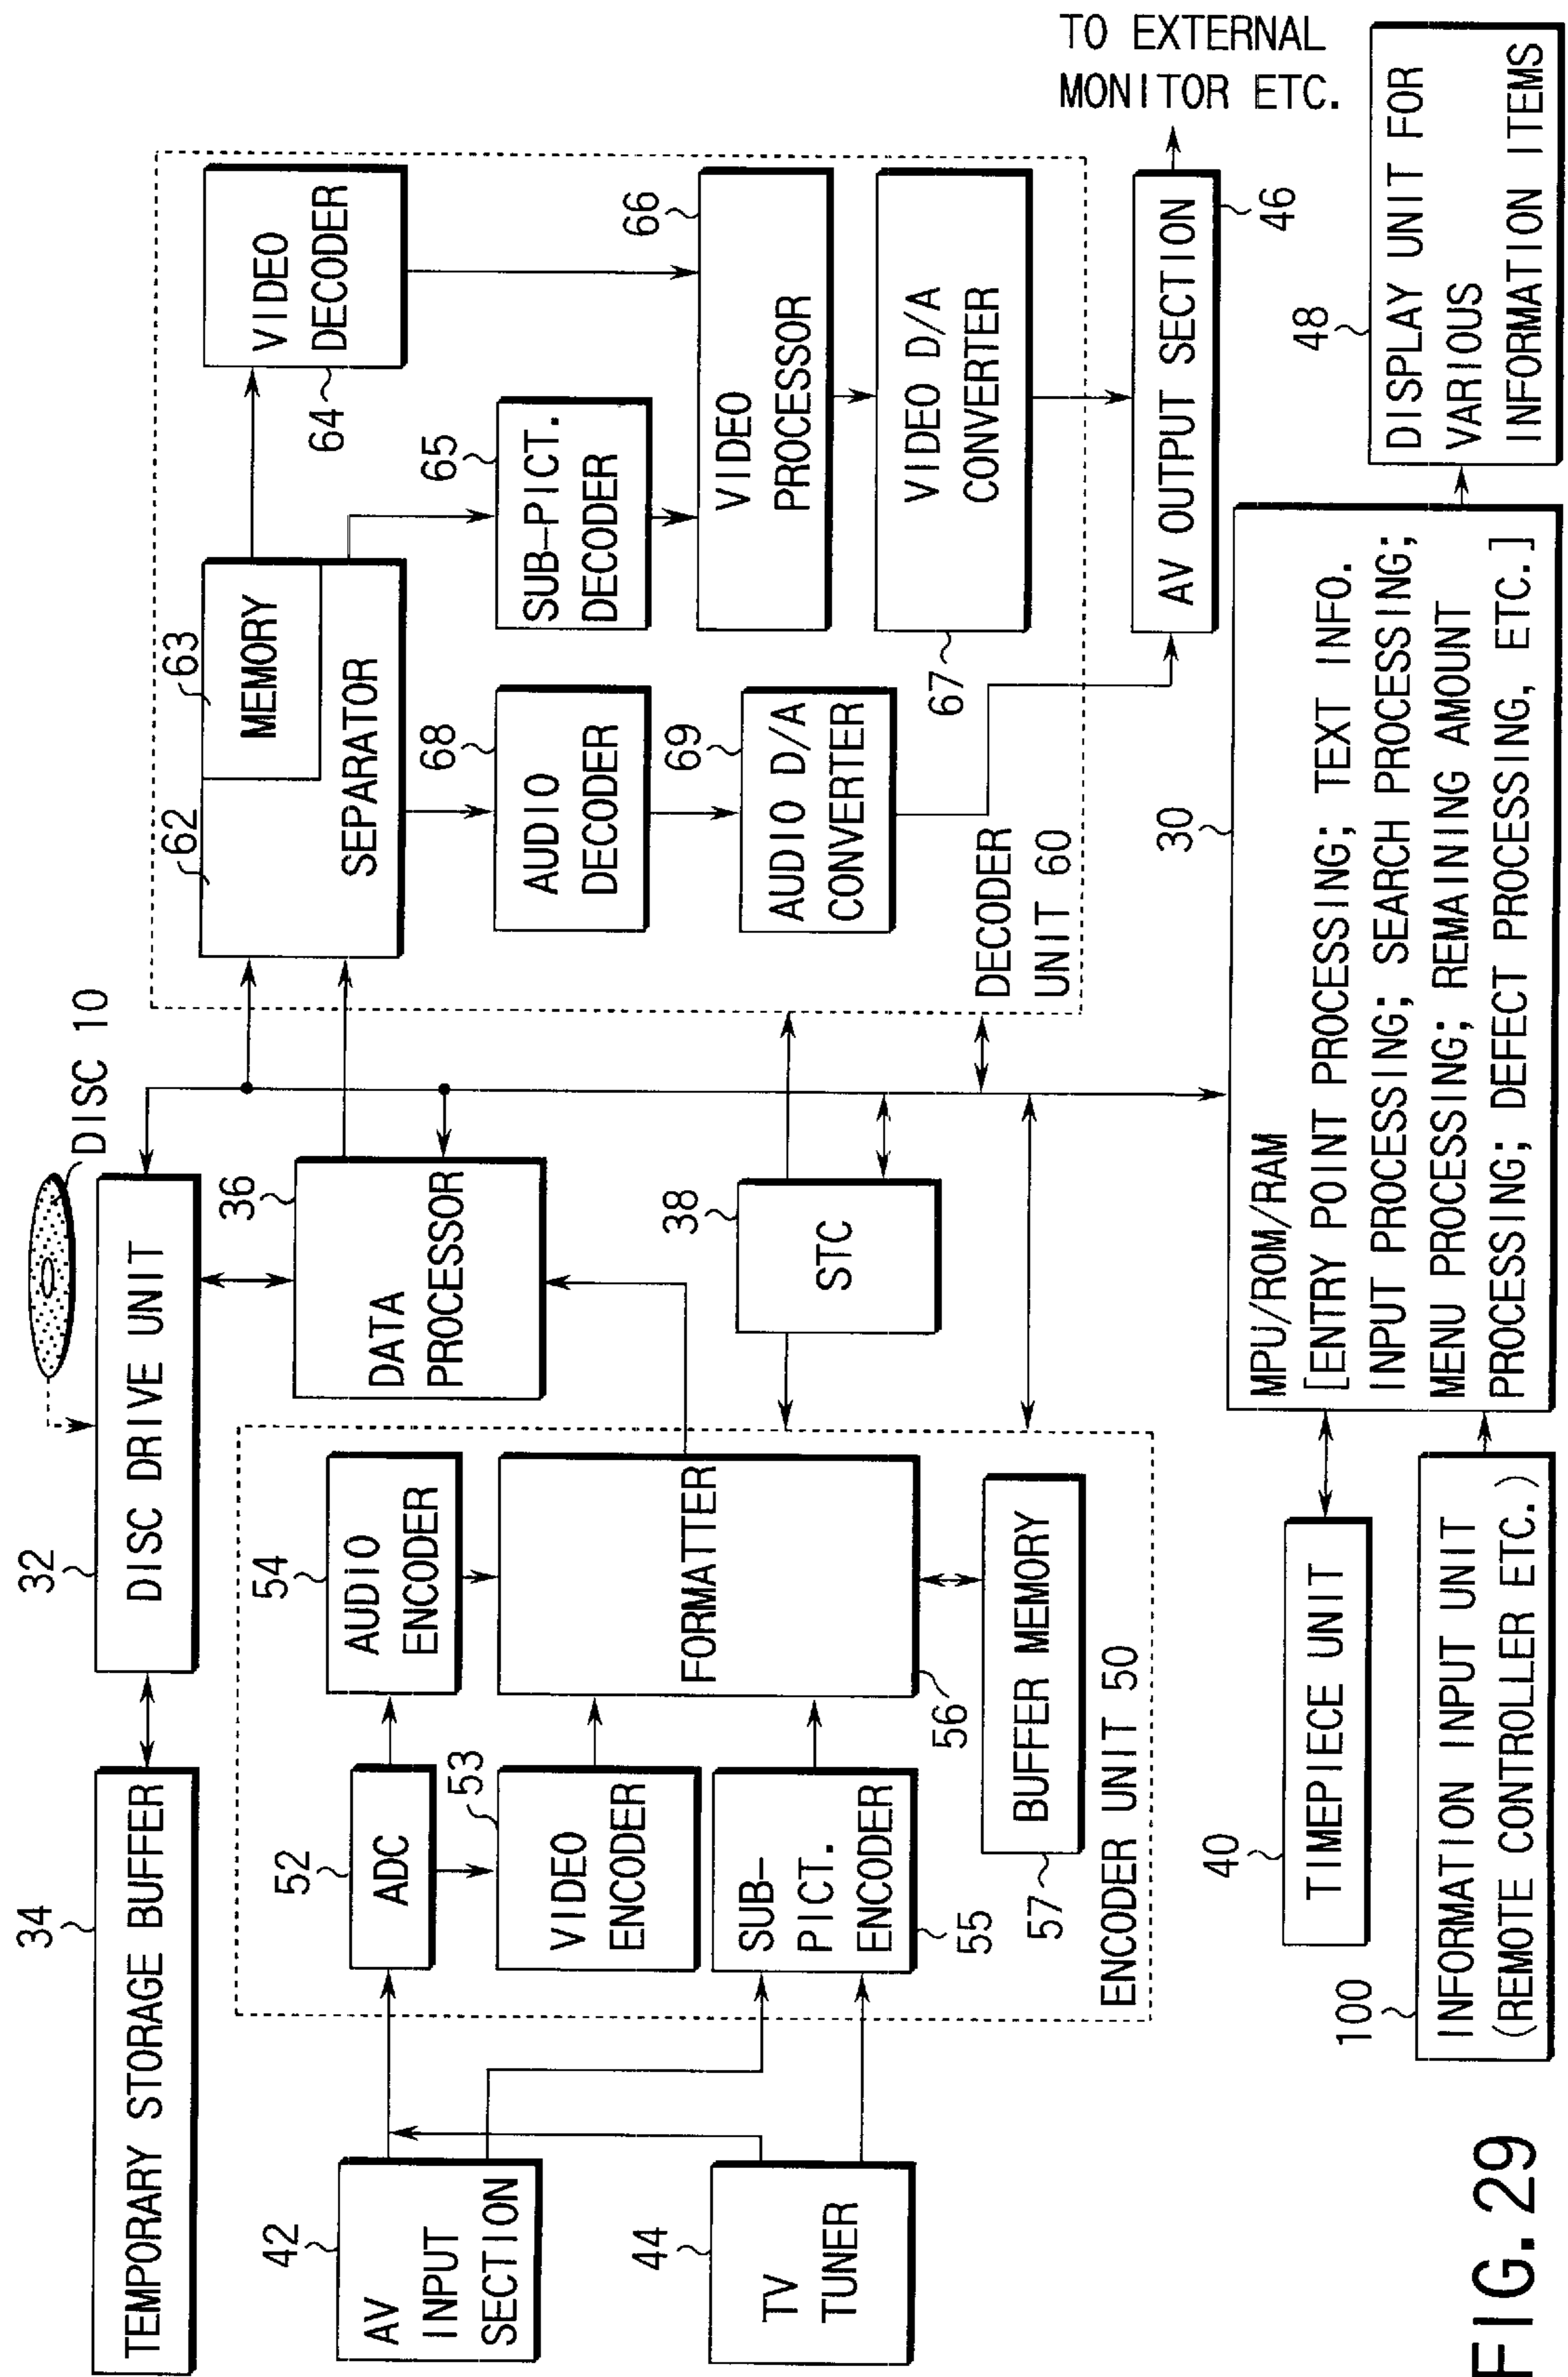 34
TEMPORARY STORAGE BUFFER
32
DISC DRIVE UNIT
DISC 10
42
AV
INPUT
SECTION
44
TV
TUNER
52
ADC
53
VIDEO
ENCODER
54
AUDIO
ENCODER
SUB-
PICT.
ENCODER
55
FORMATTER
56
BUFFER MEMORY
57
ENCODER UNIT 50
36
DATA
PROCESSOR
38
STC
62
63
MEMORY
SEPARATOR
VIDEO
DECODER
64
65
SUB-PICT.
DECODER
66
VIDEO
PROCESSOR
VIDEO D/A
CONVERTER
67
68
AUDIO
DECODER
69
AUDIO D/A
CONVERTER
DECODER
UNIT 60
AV OUTPUT SECTION
46
TO EXTERNAL
MONITOR ETC.
30
MPU/ROM/RAM
[ENTRY POINT PROCESSING; TEXT INFO.
INPUT PROCESSING; SEARCH PROCESSING;
MENU PROCESSING; REMAINING AMOUNT
PROCESSING; DEFECT PROCESSING, ETC.]
48
DISPLAY UNIT FOR
VARIOUS
INFORMATION ITEMS
40
TIMEPIECE UNIT
100
INFORMATION INPUT UNIT
(REMOTE CONTROLLER ETC.)
FIG. 29